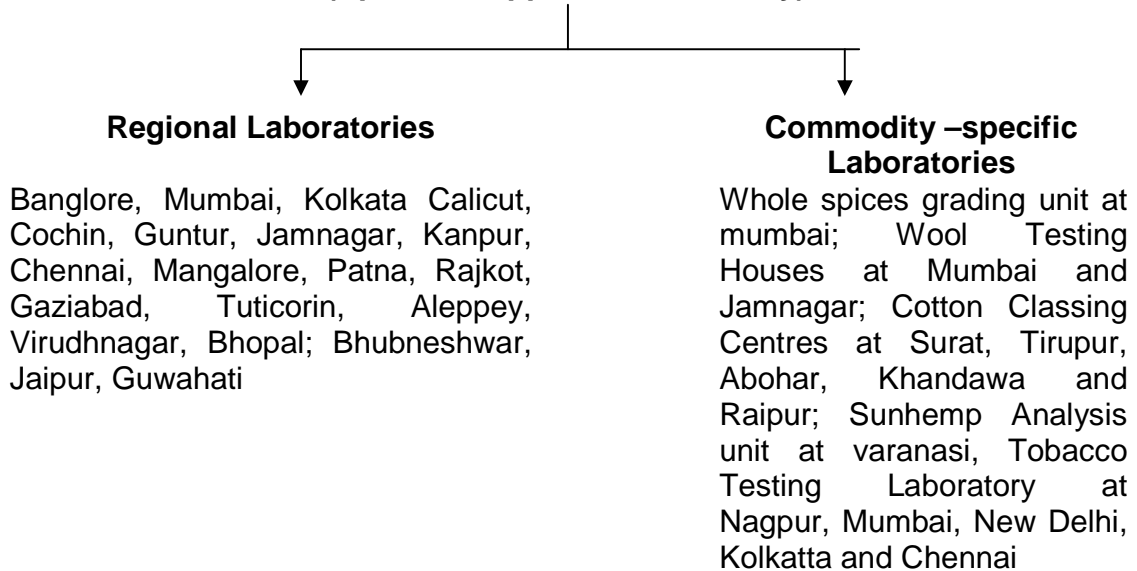 Regional Laboratories
Banglore, Mumbai, Kolkata Calicut,
Cochin, Guntur, Jamnagar, Kanpur,
Chennai, Mangalore, Patna, Rajkot,
Gaziabad, Tuticorin, Aleppey,
Virudhnagar, Bhopal; Bhubneshwar,
Jaipur, Guwahati
Commodity –specific
Laboratories
Whole spices grading unit at
mumbai; Wool Testing
Houses at Mumbai and
Jamnagar; Cotton Classing
Centres at Surat, Tirupur,
Abohar, Khandawa and
Raipur; Sunhemp Analysis
unit at varanasi, Tobacco
Testing Laboratory at
Nagpur, Mumbai, New Delhi,
Kolkatta and Chennai